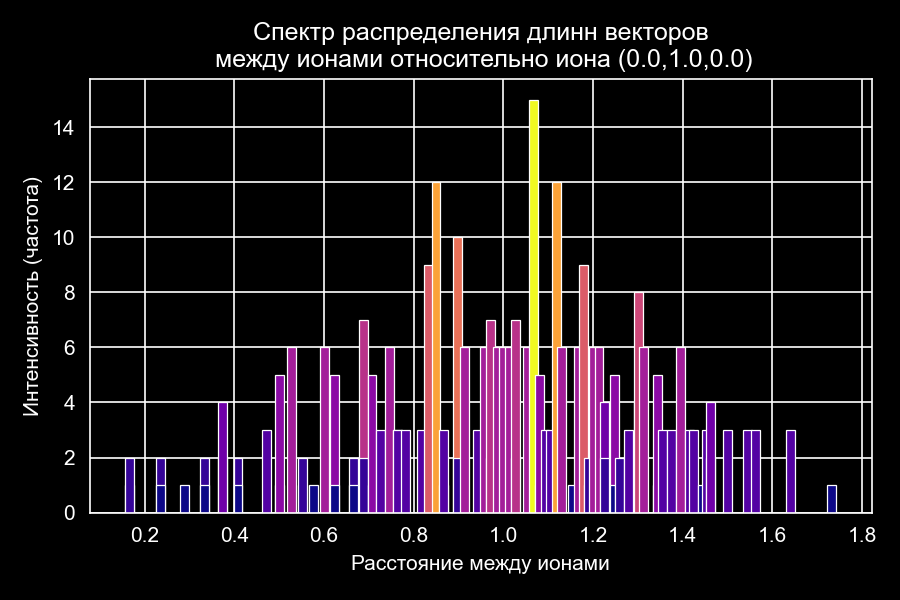 Спектр распределения длинн векторов
между ионами относительно иона (0.0,1.0,0.0)
Интенсивность (частота)
14
12
10
8
6
4
2
0
0.2 0.4 0.6 0.8 1.0 1.2 1.4 1.6 1.8
Расстояние между ионами